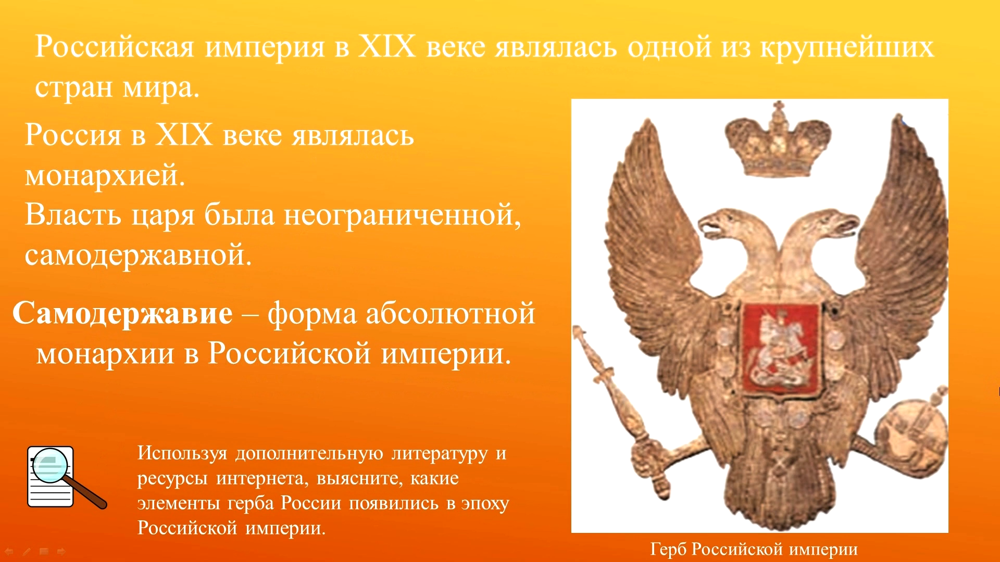 Российская империя в XIX веке являлась одной из крупнейших
стран мира.
Россия в XIX веке являлась
монархией.
Власть царя была неограниченной,
самодержавной.
Самодержавие – форма абсолютной
монархии в Российской империи.
Используя дополнительную литературу и
ресурсы интернета, выясните, какие
элементы герба России появились в эпоху
Российской империи.
Герб Российской империи